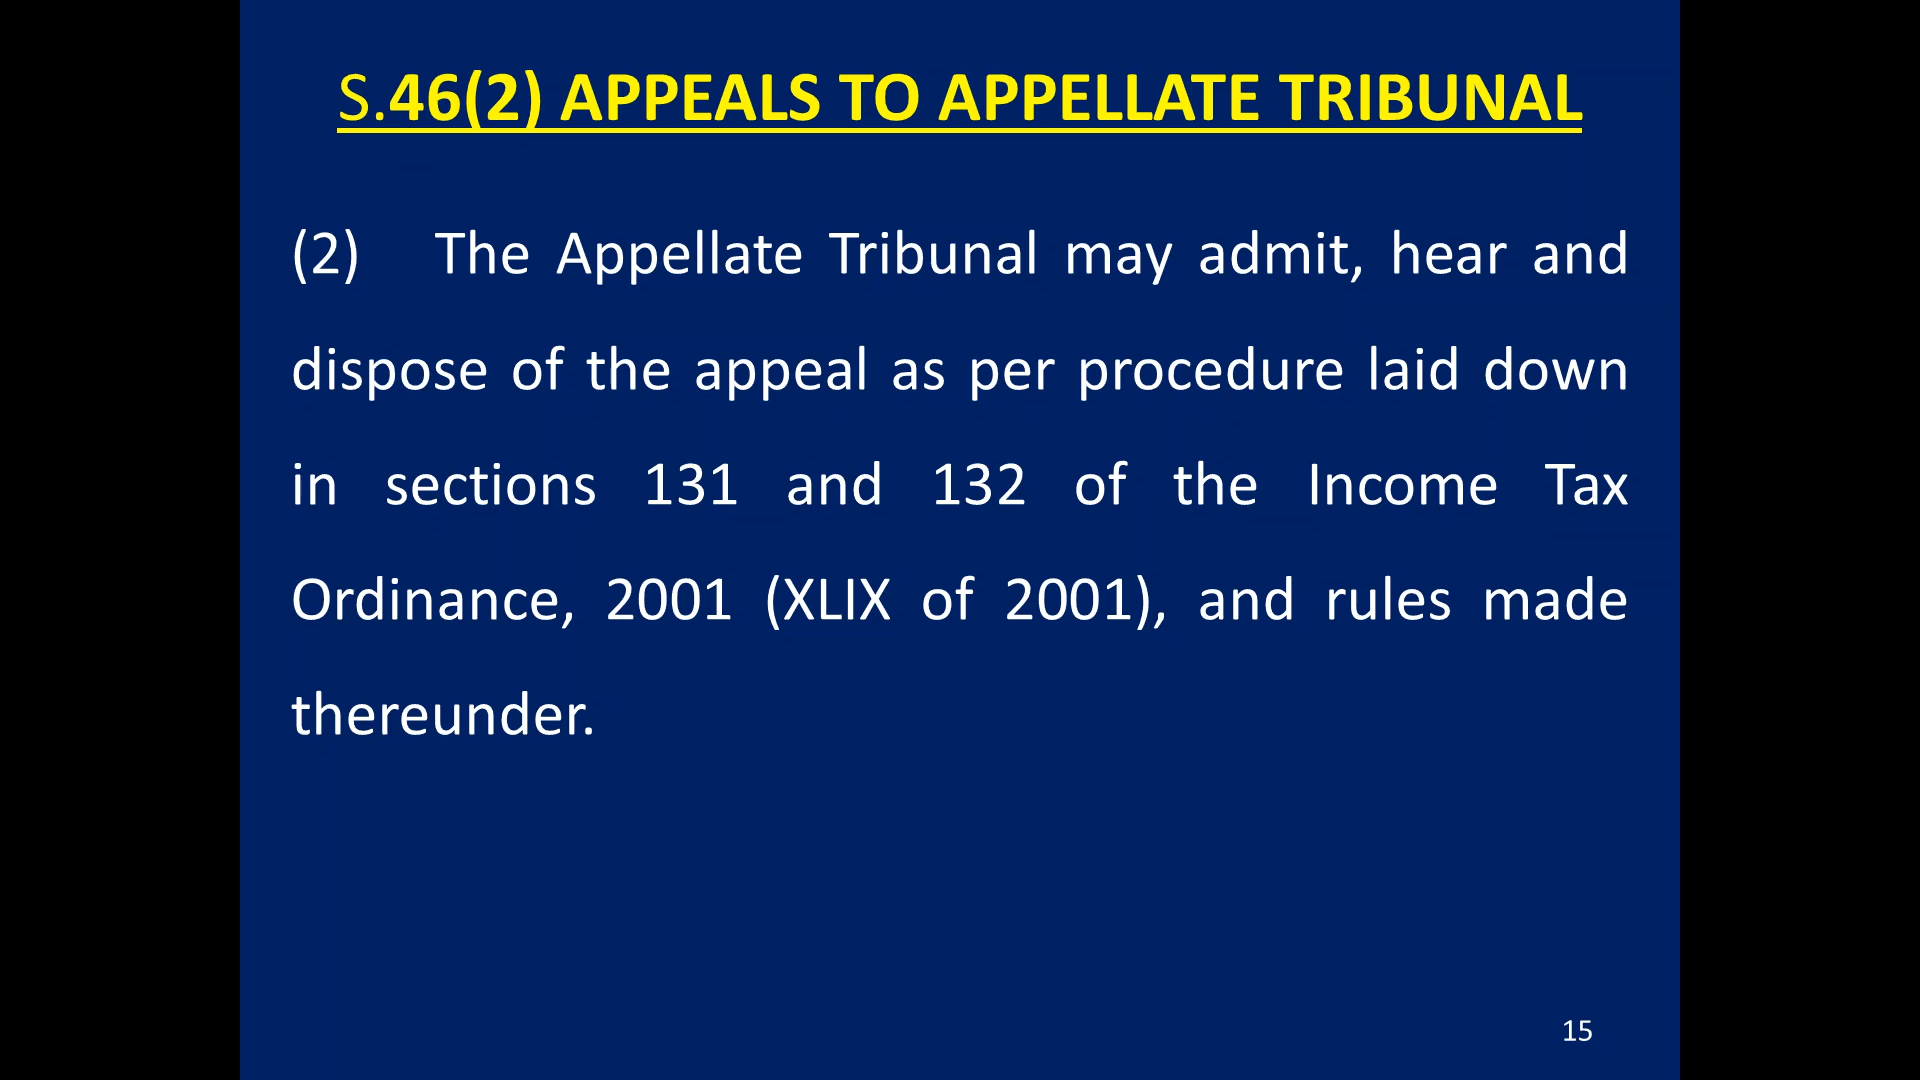 S.46(2) APPEALS TO APPELLATE TRIBUNAL
(2) The Appellate Tribunal may admit, hear and
dispose of the appeal as per procedure laid down
in sections 131 and 132 of the Income Tax
Ordinance, 2001 (XLIX of 2001), and rules made
thereunder.
15